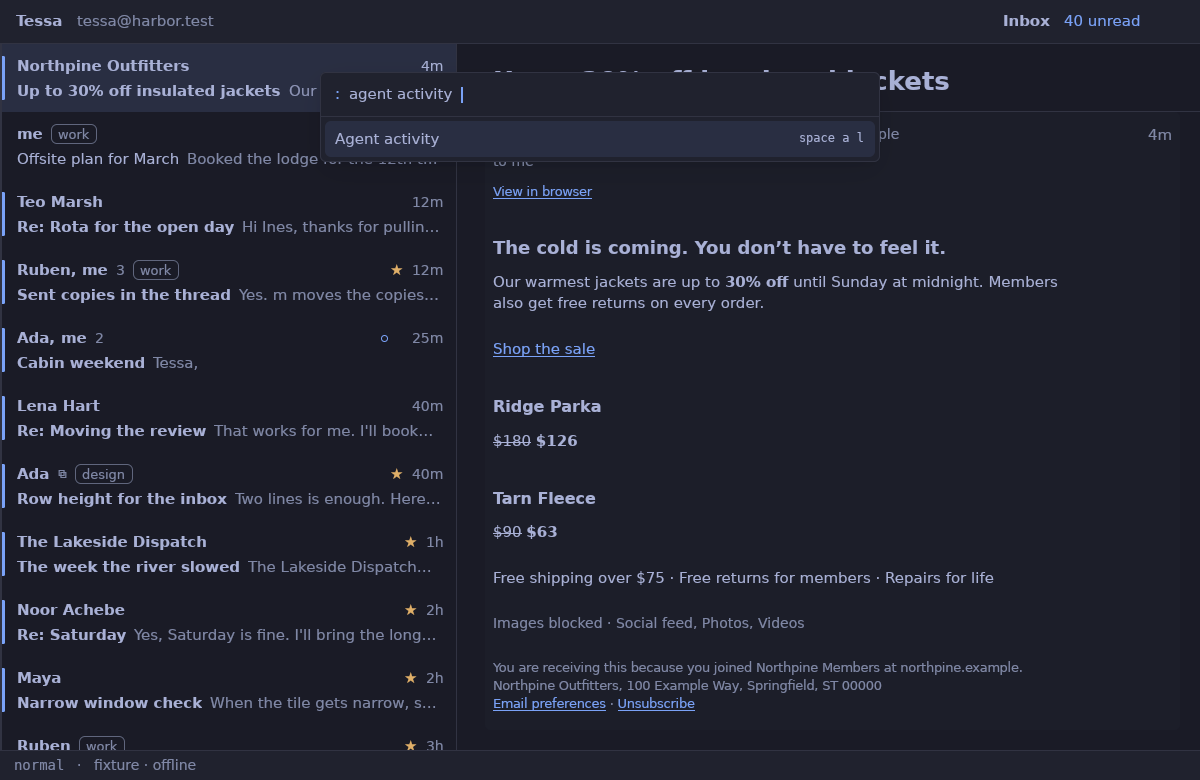 Tessa tessa@harbor.test
Inbox 40 unread
Northpine Outfitters 4m
Up to 30% off insulated jackets Our
me work
Offsite plan for March Booked the lodge
Teo Marsh 12m
Re: Rota for the open day Hi Ines, thanks for pullin…
Ruben, me 3 work ★ 12m
Sent copies in the thread Yes. m moves the copies…
Ada, me 2 25m
Cabin weekend Tessa,
Lena Hart 40m
Re: Moving the review That works for me. I'll book…
Ada design ★ 40m
Row height for the inbox Two lines is enough. Here…
The Lakeside Dispatch ★ 1h
The week the river slowed The Lakeside Dispatch…
Noor Achebe ★ 2h
Re: Saturday Yes, Saturday is fine. I'll bring the long…
Maya ★ 2h
Narrow window check When the tile gets narrow, s…
Ruben work ★ 3h
: agent activity
Agent activity space a l
4m
to me
View in browser
The cold is coming. You don’t have to feel it.
Our warmest jackets are up to 30% off until Sunday at midnight. Members
also get free returns on every order.
Shop the sale
Ridge Parka
$180 $126
Tarn Fleece
$90 $63
Free shipping over $75 · Free returns for members · Repairs for life
Images blocked · Social feed, Photos, Videos
You are receiving this because you joined Northpine Members at northpine.example.
Northpine Outfitters, 100 Example Way, Springfield, ST 00000
Email preferences · Unsubscribe
normal · fixture · offline